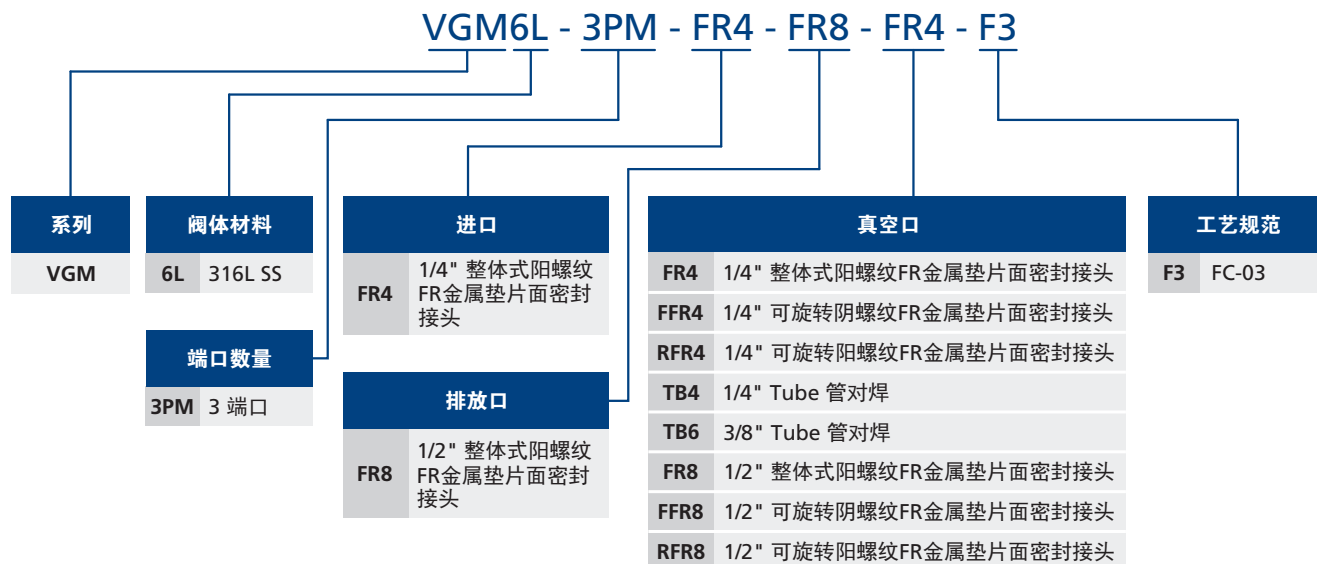 VGM6L - 3PM - FR4 - FR8 - FR4 - F3
系列
VGM
阀体材料
6L 316L SS
端口数量
3PM 3 端口
进口
FR4 1/4" 整体式阳螺纹
FR金属垫片面密封
接头
排放口
FR8 1/2" 整体式阳螺纹
FR金属垫片面密封
接头
真空口
FR4 1/4" 整体式阳螺纹FR金属垫片面密封接头
FFR4 1/4" 可旋转阴螺纹FR金属垫片面密封接头
RFR4 1/4" 可旋转阳螺纹FR金属垫片面密封接头
TB4 1/4" Tube 管对焊
TB6 3/8" Tube 管对焊
FR8 1/2" 整体式阳螺纹FR金属垫片面密封接头
FFR8 1/2" 可旋转阴螺纹FR金属垫片面密封接头
RFR8 1/2" 可旋转阳螺纹FR金属垫片面密封接头
工艺规范
F3 FC-03